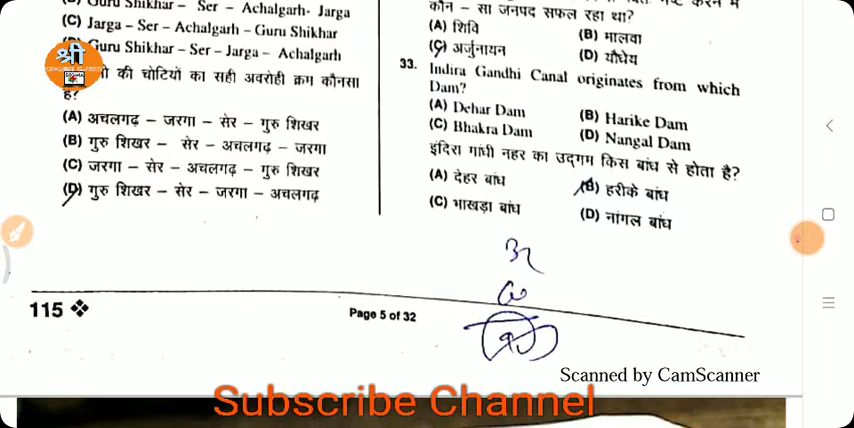 Guru Shikhar - Ser - Achalgarh- Jarga
(C) Jarga - Ser - Achalgarh - Guru Shikhar
Guru Shikhar - Ser - Jarga - Achalgarh
श्री
की चोटियों का सही अवरोही क्रम कौनसा
है?
(A) अचलगढ़ - जरगा - सेर - गुरु शिखर
(B) गुरु शिखर - सेर - अचलगढ़ - जरगा
(C) जरगा - सेर - अचलगढ़ - गुरु शिखर
(D) गुरु शिखर - सेर - जरगा - अचलगढ़
कौन - सा जनपद सफल रहा था?
(A) शिवि
(B) मालवा
(C) अर्जुनायन
(D) यौधेय
33. Indira Gandhi Canal originates from which
Dam?
(A) Dehar Dam
(B) Harike Dam
(C) Bhakra Dam
(D) Nangal Dam
इंदिरा गांधी नहर का उद्गम किस बांध से होता है?
(A) देहर बांध
(B) हरीके बांध
(C) भाखड़ा बांध
(D) नांगल बांध
115 ❖
Page 5 of 32
Scanned by CamScanner
Subscribe Channel